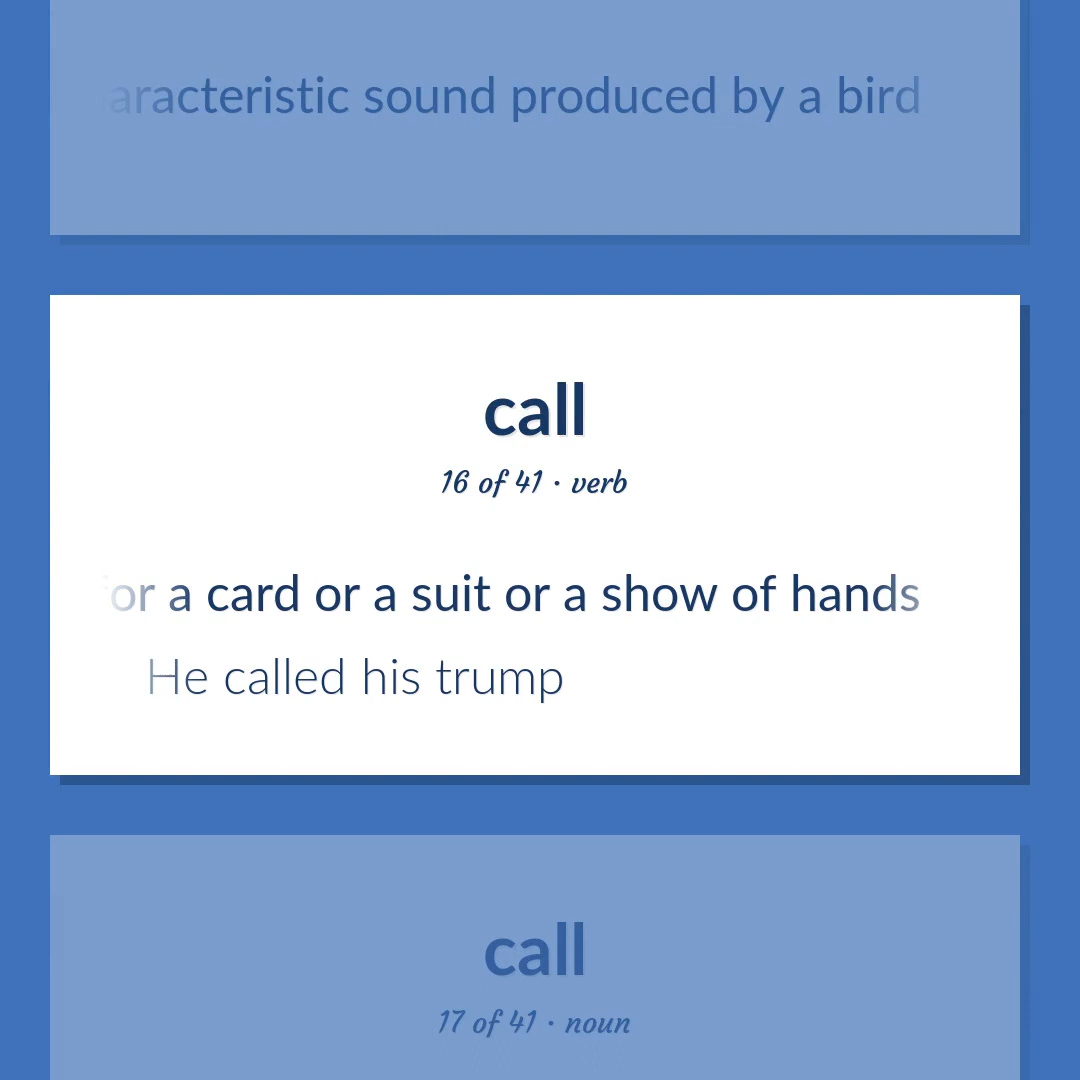 aracteristic sound produced by a bird
call
16 of 41 · verb
for a card or a suit or a show of hands
He called his trump
call
17 of 41 · noun